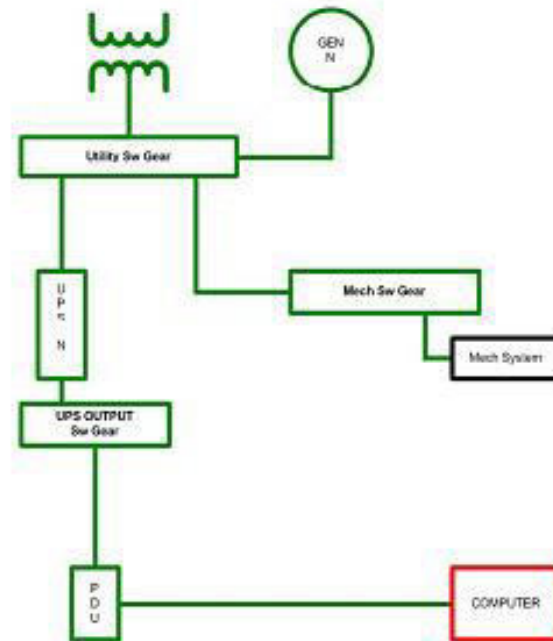 GEN
N
Utility Sw Gear
Mech Sw Gear
U
P
S
N
Mech System
UPS OUTPUT
Sw Gear
P
D
U
COMPUTER